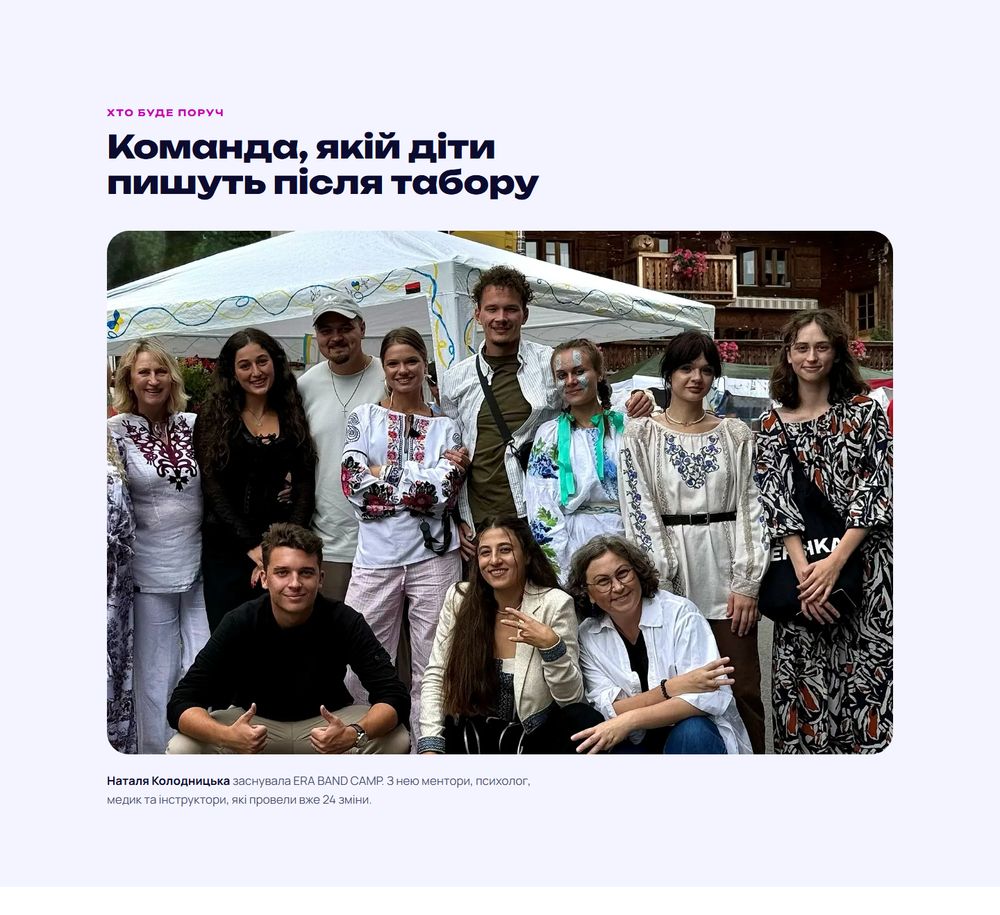 ХТО БУДЕ ПОРУЧ
Команда, якій діти
пишуть після табору
Наталя Колодницька заснувала ERA BAND CAMP. З нею ментори, психолог,
медик та інструктори, які провели вже 24 зміни.